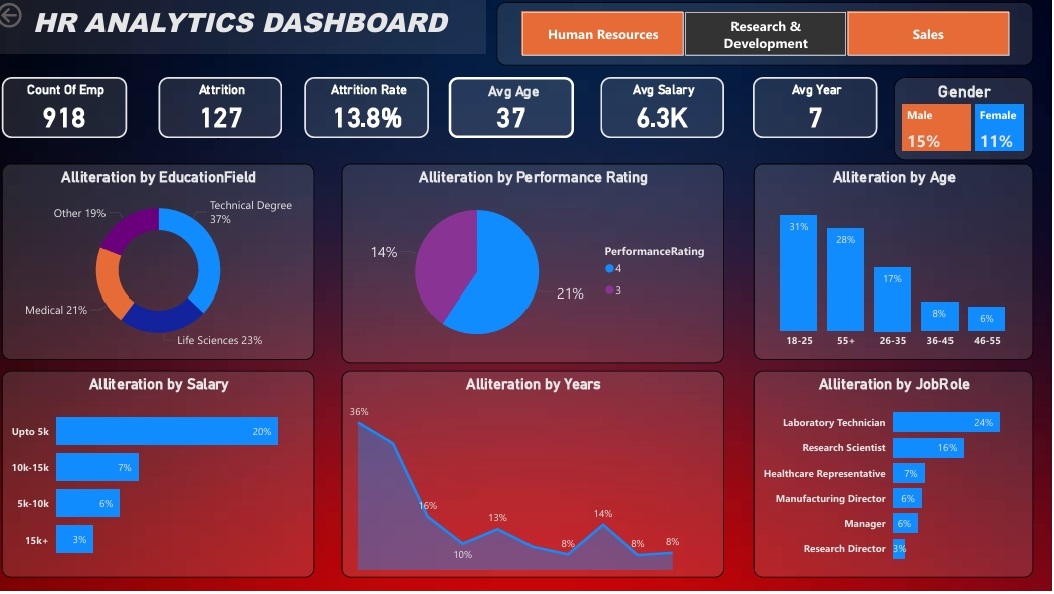 HR ANALYTICS DASHBOARD
Human Resources
Research &
Development
Sales
Count Of Emp
918
Attrition
127
Attrition Rate
13.8%
Avg Age
37
Avg Salary
6.3K
Avg Year
7
Gender
Male
15%
Female
11%
Alliteration by EducationField
Other 19%
Technical Degree
37%
Medical 21%
Life Sciences 23%
Alliteration by Performance Rating
14%
21%
PerformanceRating
4
3
Alliteration by Age
31%
28%
17%
8%
6%
18-25
55+
26-35
36-45
46-55
Alliteration by Salary
Upto 5k
20%
10k-15k
7%
5k-10k
6%
15k+
3%
Alliteration by Years
36%
16%
10%
13%
8%
14%
8%
8%
Alliteration by JobRole
Laboratory Technician
24%
Research Scientist
16%
Healthcare Representative
7%
Manufacturing Director
6%
Manager
6%
Research Director
3%